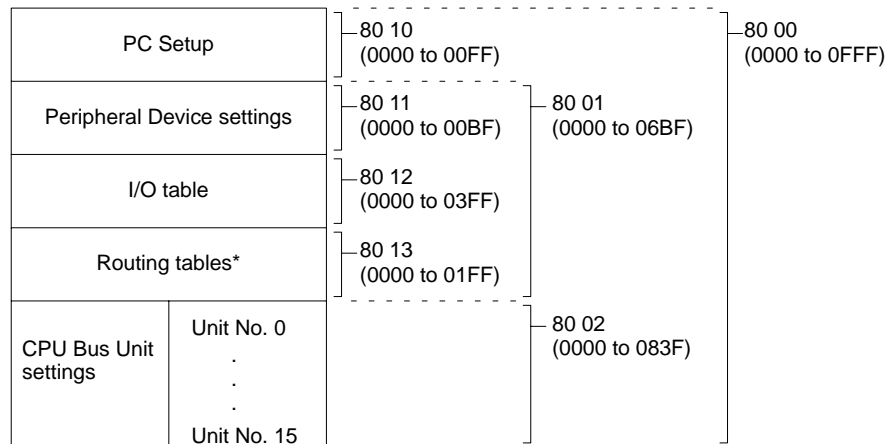 PC Setup
80 10
(0000 to 00FF)
80 00
(0000 to 0FFF)
Peripheral Device settings
80 11
(0000 to 00BF)
80 01
(0000 to 06BF)
I/O table
80 12
(0000 to 03FF)
Routing tables*
80 13
(0000 to 01FF)
CPU Bus Unit
settings
Unit No. 0
.
.
.
Unit No. 15
80 02
(0000 to 083F)